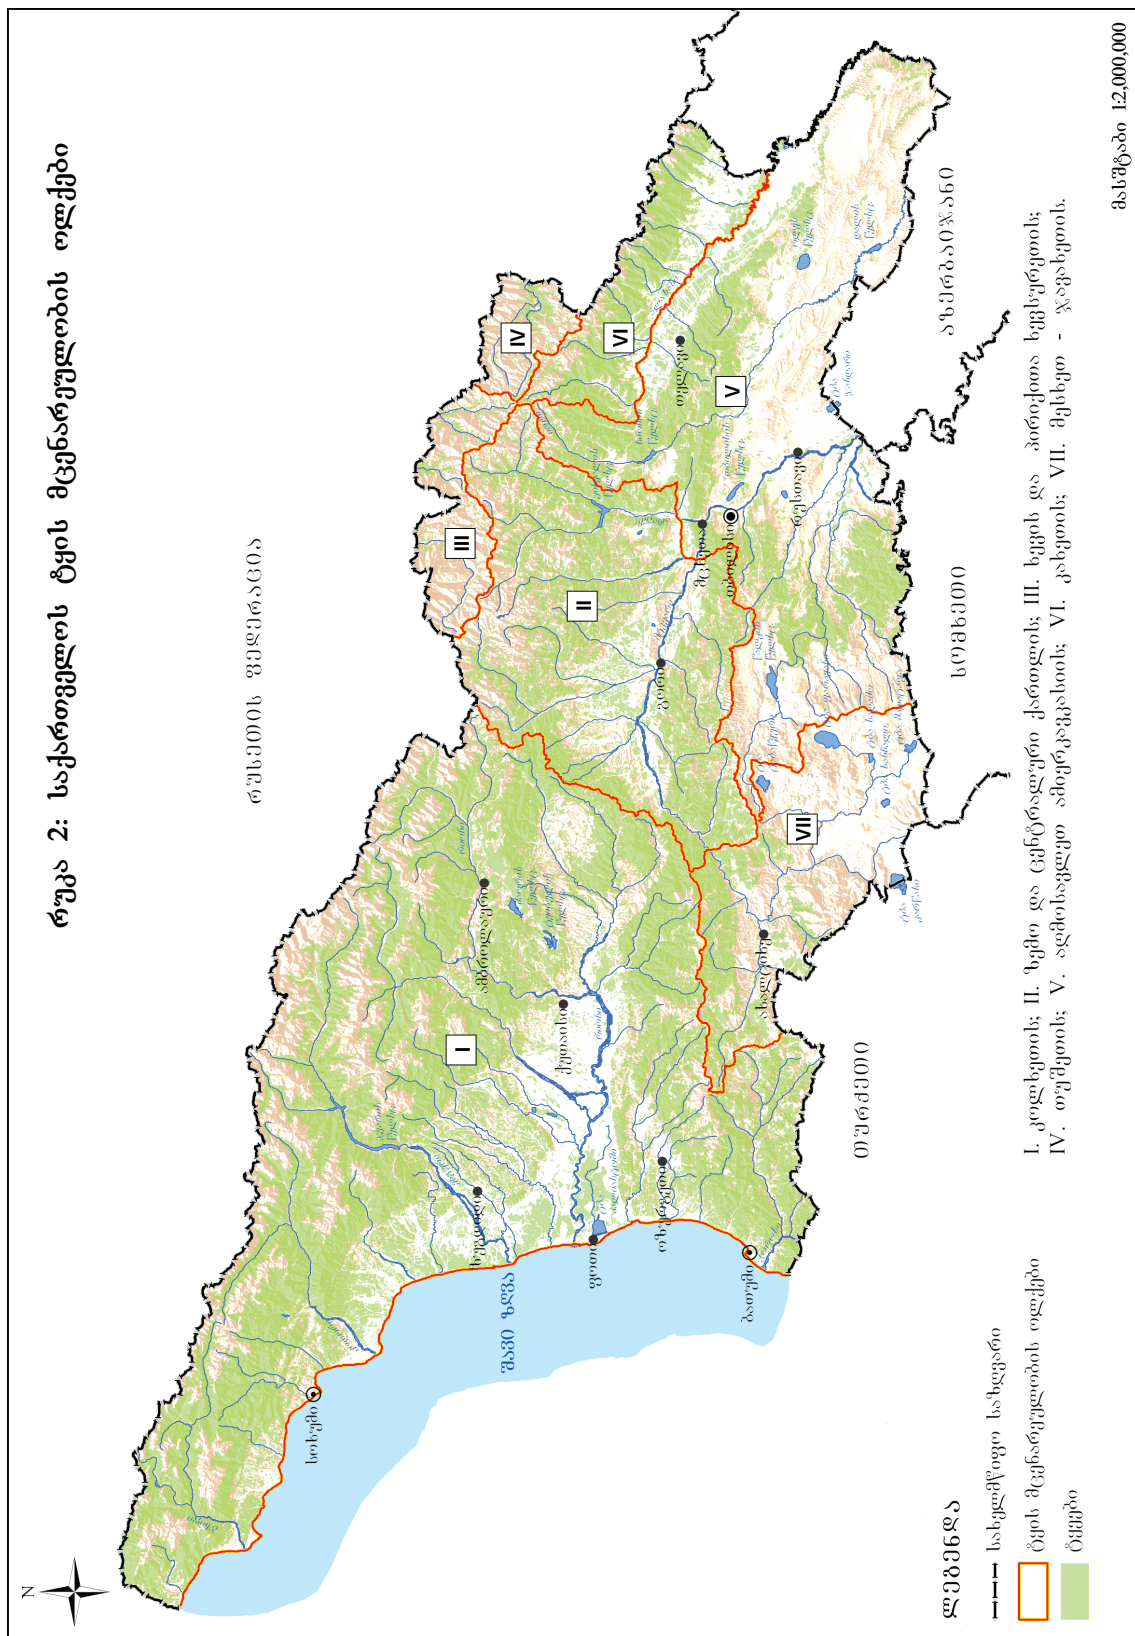 რუკა 2: საქართველოს ტყის მცენარეულობის ოლქები
N
რუსეთის ფედერაცია
IV
III
VI
II
V
I
VII
ამბროლაური
ქუთაისი
ზუგდიდი
ფოთი
ოზურგეთი
ბათუმი
სოხუმი
შავი ზღვა
ახალციხე
გორი
მცხეთა
თბილისი
რუსთავი
თელავი
რიონი
რიონი
თურქეთი
სომხეთი
აზერბაიჯანი
ლეგენდა
სახელმწიფო საზღვარი
ტყის მცენარეულობის ოლქები
ტყეები
I. კოლხეთის; II. ზემო და ცენტრალური ქართლის; III. ხევის და პირიქითა ხევსურეთის;
IV. თუშეთის; V. აღმოსავლეთ ამიერკავკასიის; VI. კახეთის; VII. მესხეთ - ჯავახეთის.
მასშტაბი 1:2,000,000